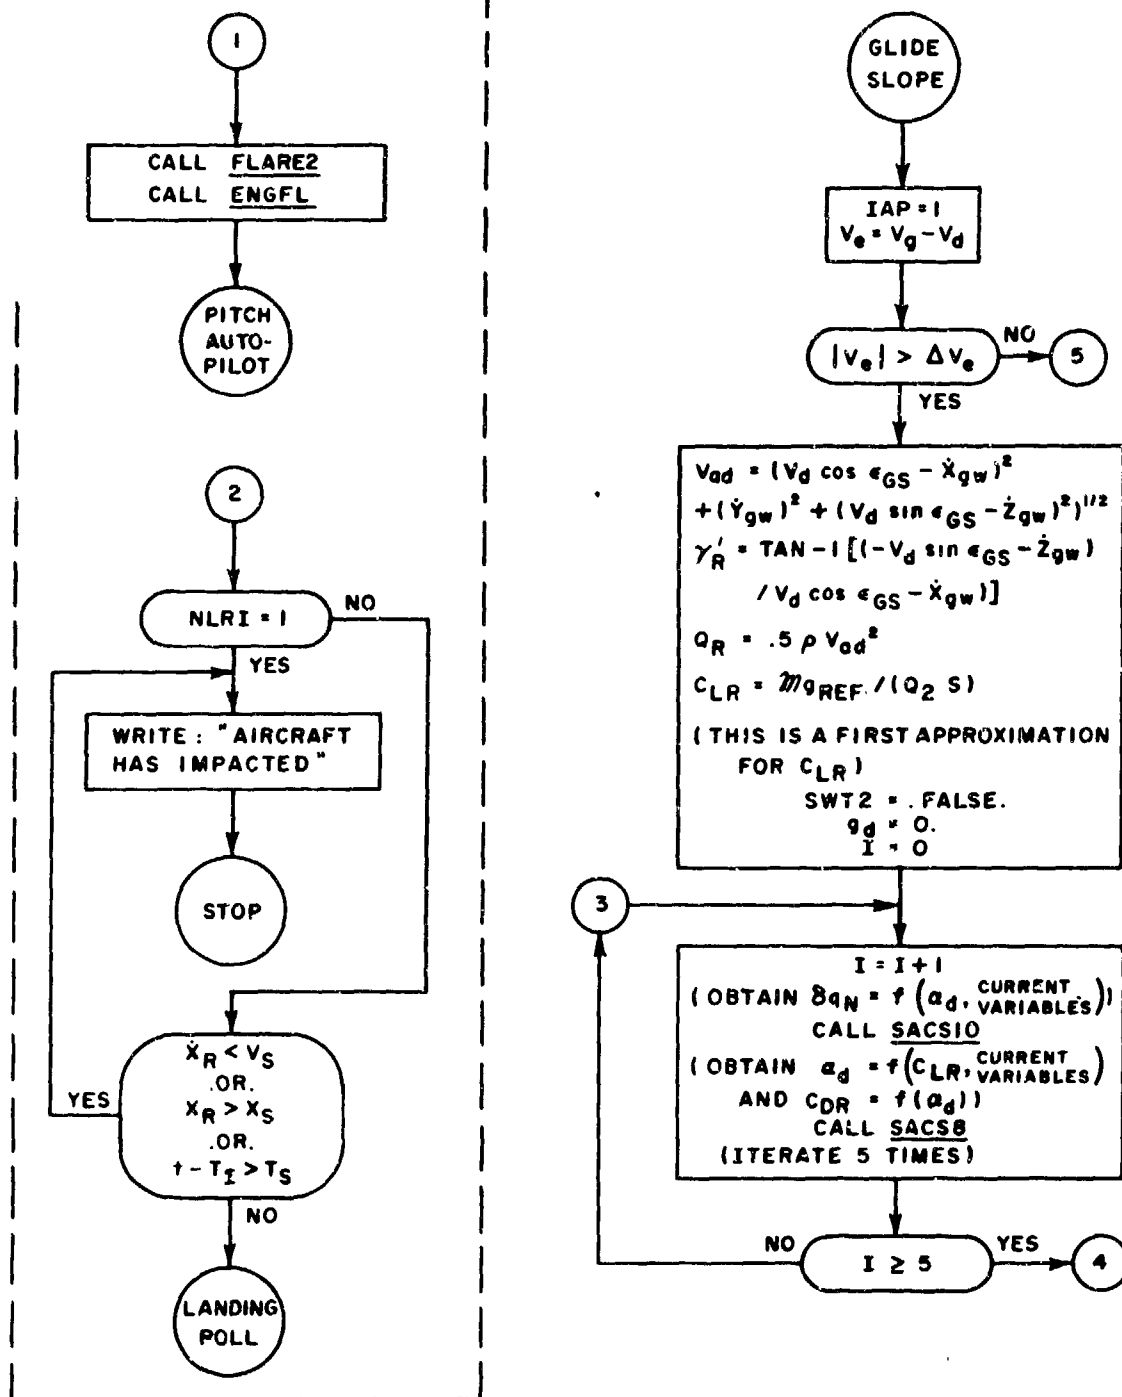 1
CALL FLARE2
CALL ENGFL
PITCH
AUTO-
PILOT
2
NLRI = 1
NO
YES
WRITE: "AIRCRAFT
HAS IMPACTED"
STOP
YES
Ẋ_R < V_S
.OR.
X_R > X_S
.OR.
t - T_I > T_S
NO
LANDING
POLL
GLIDE
SLOPE
IAP = 1
V_e = V_g - V_d
|V_e| > ΔV_e
NO
5
YES
V_ad = (V_d cos ϵ_GS - Ẋ_gw)²
+ (Ẏ_gw)² + (V_d sin ϵ_GS - Ż_gw)²)^1/2
γ'_R = TAN-1 [(-V_d sin ϵ_GS - Ż_gw)
/ V_d cos ϵ_GS - Ẋ_gw)]
Q_R = .5 ρ V_ad²
C_LR = mg_REF. / (Q_2 S)
(THIS IS A FIRST APPROXIMATION
FOR C_LR)
SWT2 = .FALSE.
g_d = 0.
I = 0
3
I = I + 1
(OBTAIN δq_N = f (α_d, CURRENT VARIABLES))
CALL SACS10
(OBTAIN α_d = f (C_LR, CURRENT VARIABLES)
AND C_DR = f (α_d))
CALL SACS8
(ITERATE 5 TIMES)
NO
I ≥ 5
YES
4